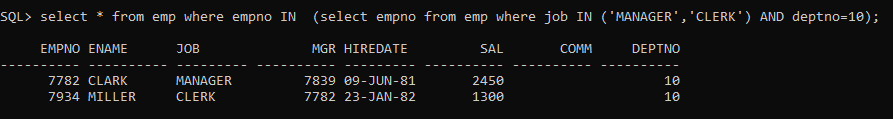 SQL> select * from emp where empno IN  (select empno from emp where job IN ('MANAGER','CLERK') AND deptno=10);
     EMPNO ENAME      JOB              MGR HIREDATE         SAL       COMM     DEPTNO
---------- ---------- --------- ---------- --------- ---------- ---------- ----------
      7782 CLARK      MANAGER         7839 09-JUN-81       2450                    10
      7934 MILLER     CLERK           7782 23-JAN-82       1300                    10